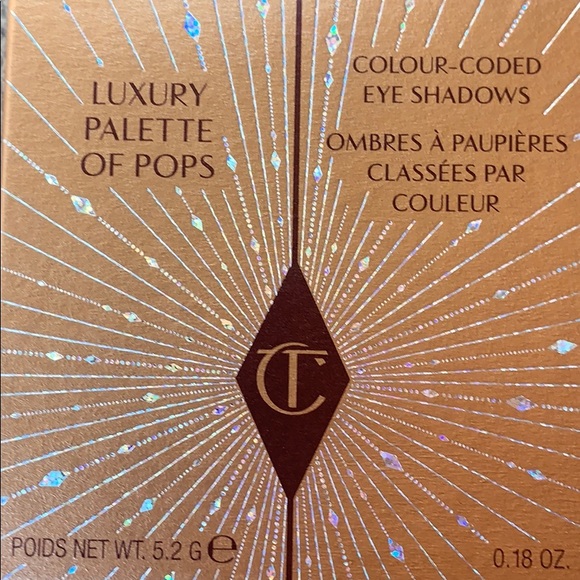 LUXURY
PALETTE
OF POPS
COLOUR-CODED
EYE SHADOWS
OMBRES À PAUPIÈRES
CLASSÉES PAR
COULEUR
CT
POIDS NET WT. 5.2 G ℮
0.18 OZ.